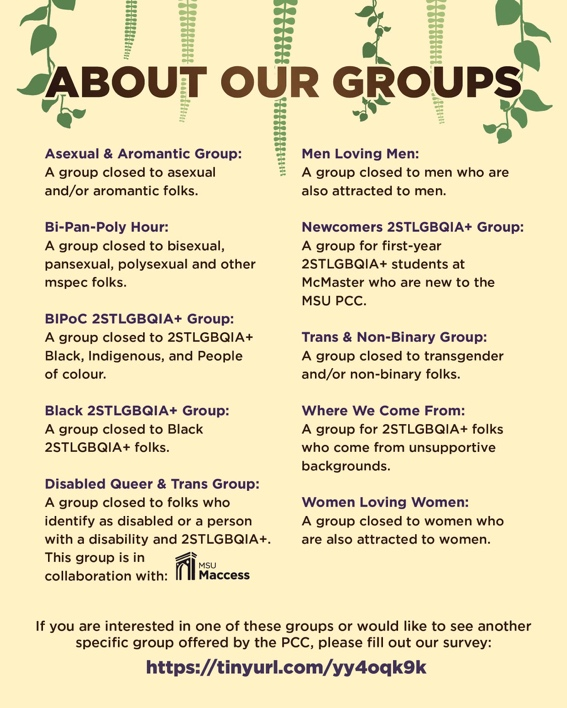 ABOUT OUR GROUPS
Asexual & Aromantic Group:
A group closed to asexual
and/or aromantic folks.
Bi-Pan-Poly Hour:
A group closed to bisexual,
pansexual, polysexual and other
mspec folks.
BIPoC 2STLGBQIA+ Group:
A group closed to 2STLGBQIA+
Black, Indigenous, and People
of colour.
Black 2STLGBQIA+ Group:
A group closed to Black
2STLGBQIA+ folks.
Disabled Queer & Trans Group:
A group closed to folks who
identify as disabled or a person
with a disability and 2STLGBQIA+.
This group is in
collaboration with:
MSU
Maccess
Men Loving Men:
A group closed to men who are
also attracted to men.
Newcomers 2STLGBQIA+ Group:
A group for first-year
2STLGBQIA+ students at
McMaster who are new to the
MSU PCC.
Trans & Non-Binary Group:
A group closed to transgender
and/or non-binary folks.
Where We Come From:
A group for 2STLGBQIA+ folks
who come from unsupportive
backgrounds.
Women Loving Women:
A group closed to women who
are also attracted to women.
If you are interested in one of these groups or would like to see another
specific group offered by the PCC, please fill out our survey:
https://tinyurl.com/yy4oqk9k